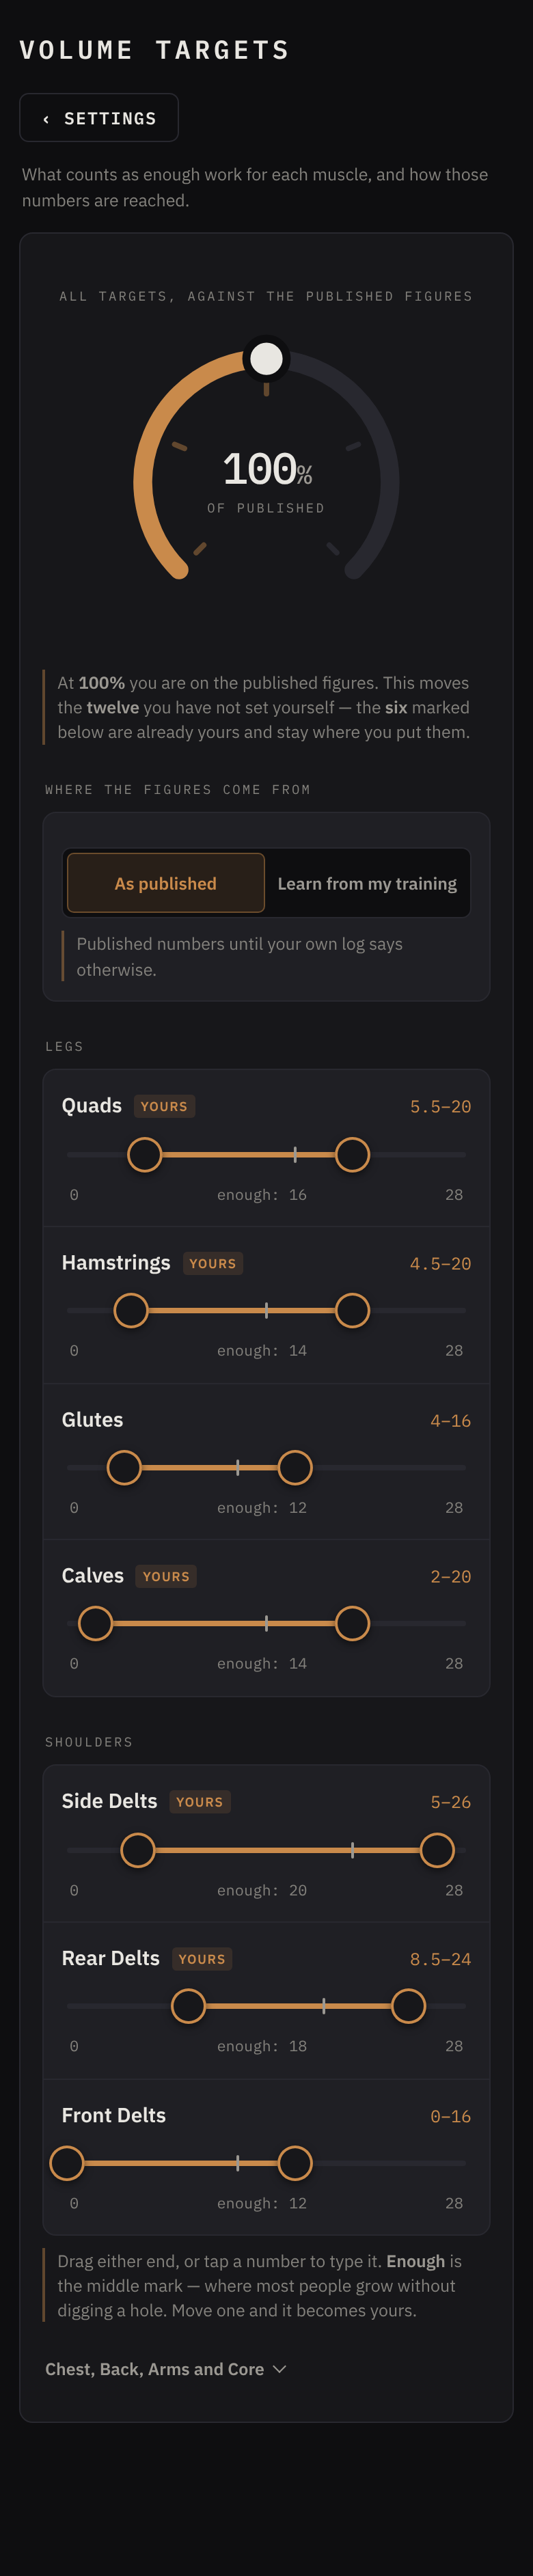 VOLUME TARGETS
‹ SETTINGS
What counts as enough work for each muscle, and how those
numbers are reached.
ALL TARGETS, AGAINST THE PUBLISHED FIGURES
100%
OF PUBLISHED
At 100% you are on the published figures. This moves
the twelve you have not set yourself — the six marked
below are already yours and stay where you put them.
WHERE THE FIGURES COME FROM
As published Learn from my training
Published numbers until your own log says
otherwise.
LEGS
Quads YOURS 5.5–20
0 enough: 16 28
Hamstrings YOURS 4.5–20
0 enough: 14 28
Glutes 4–16
0 enough: 12 28
Calves YOURS 2–20
0 enough: 14 28
SHOULDERS
Side Delts YOURS 5–26
0 enough: 20 28
Rear Delts YOURS 8.5–24
0 enough: 18 28
Front Delts 0–16
0 enough: 12 28
Drag either end, or tap a number to type it. Enough is
the middle mark — where most people grow without
digging a hole. Move one and it becomes yours.
Chest, Back, Arms and Core